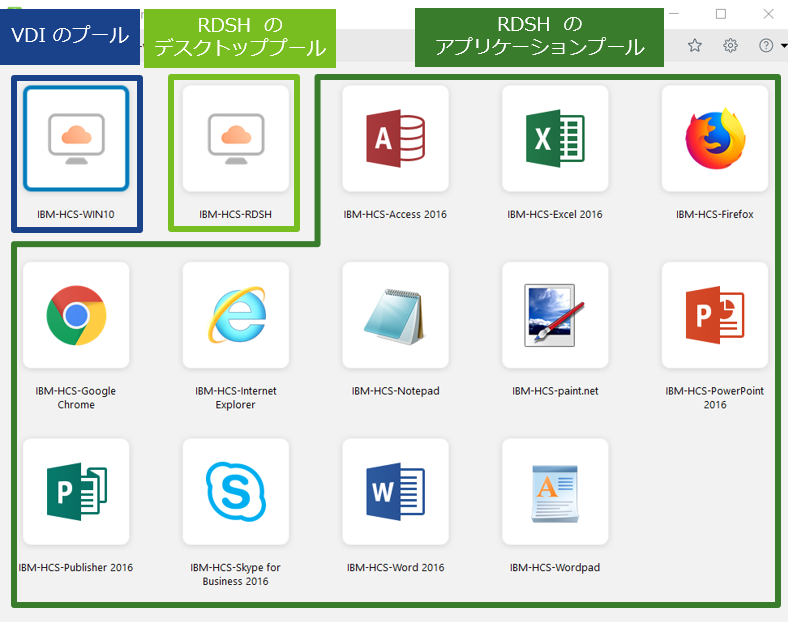 VDI のプール
RDSH の
デスクトッププール
RDSH の
アプリケーションプール
IBM-HCS-WIN10
IBM-HCS-RDSH
IBM-HCS-Access 2016
IBM-HCS-Excel 2016
IBM-HCS-Firefox
IBM-HCS-Google
Chrome
IBM-HCS-Internet
Explorer
IBM-HCS-Notepad
IBM-HCS-paint.net
IBM-HCS-PowerPoint
2016
IBM-HCS-Publisher 2016
IBM-HCS-Skype for
Business 2016
IBM-HCS-Word 2016
IBM-HCS-Wordpad